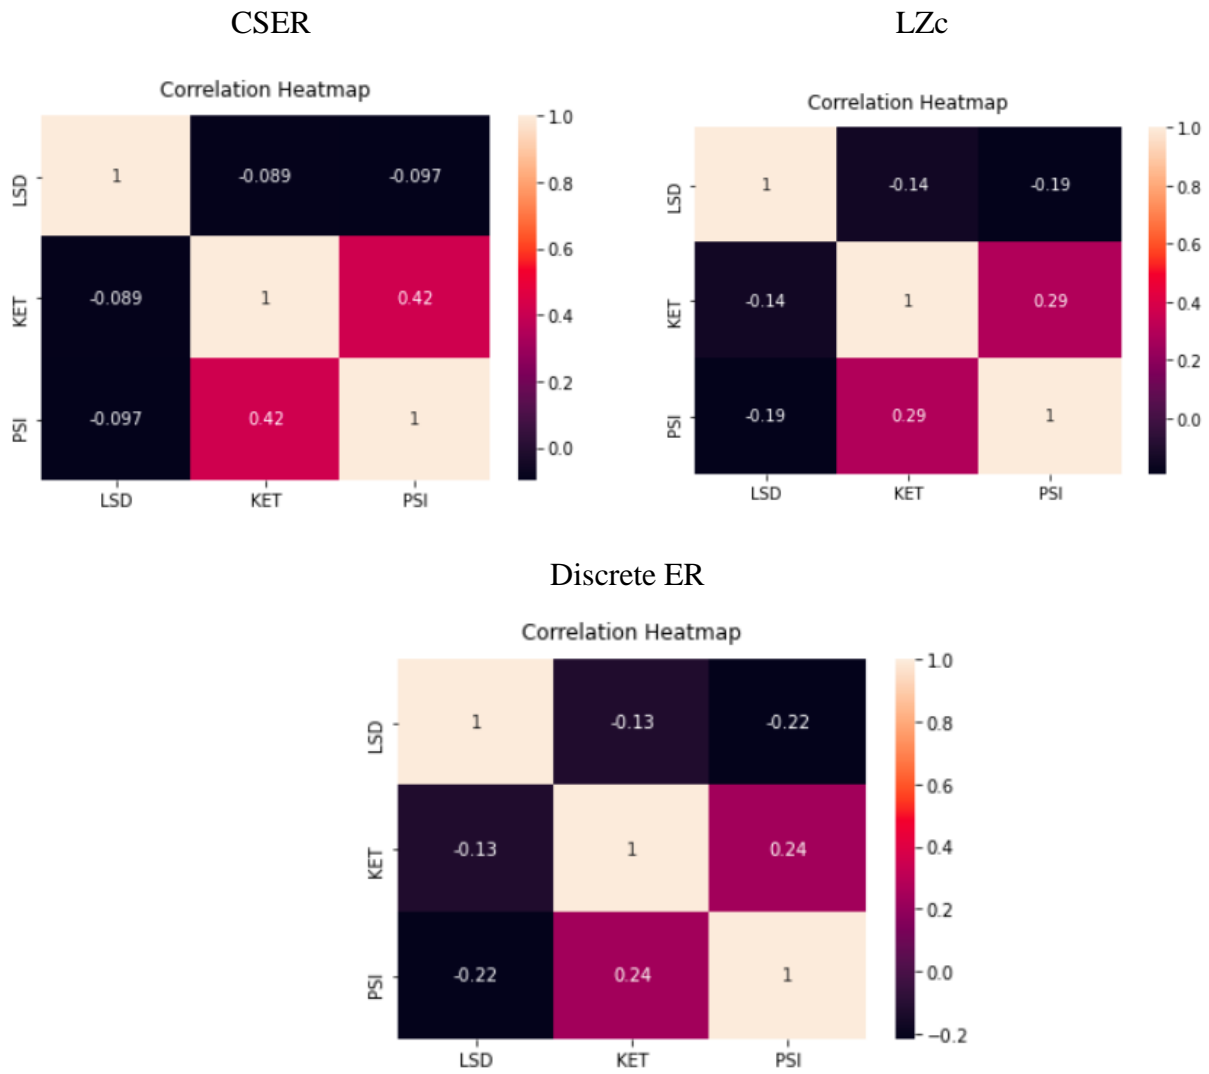 CSER
Correlation Heatmap
LSD 1 -0.089 -0.097
KET -0.089 1 0.42
PSI -0.097 0.42 1
LSD KET PSI
1.0
0.8
0.6
0.4
0.2
0.0
LZc
Correlation Heatmap
LSD 1 -0.14 -0.19
KET -0.14 1 0.29
PSI -0.19 0.29 1
LSD KET PSI
1.0
0.8
0.6
0.4
0.2
0.0
Discrete ER
Correlation Heatmap
LSD 1 -0.13 -0.22
KET -0.13 1 0.24
PSI -0.22 0.24 1
LSD KET PSI
1.0
0.8
0.6
0.4
0.2
0.0
−0.2